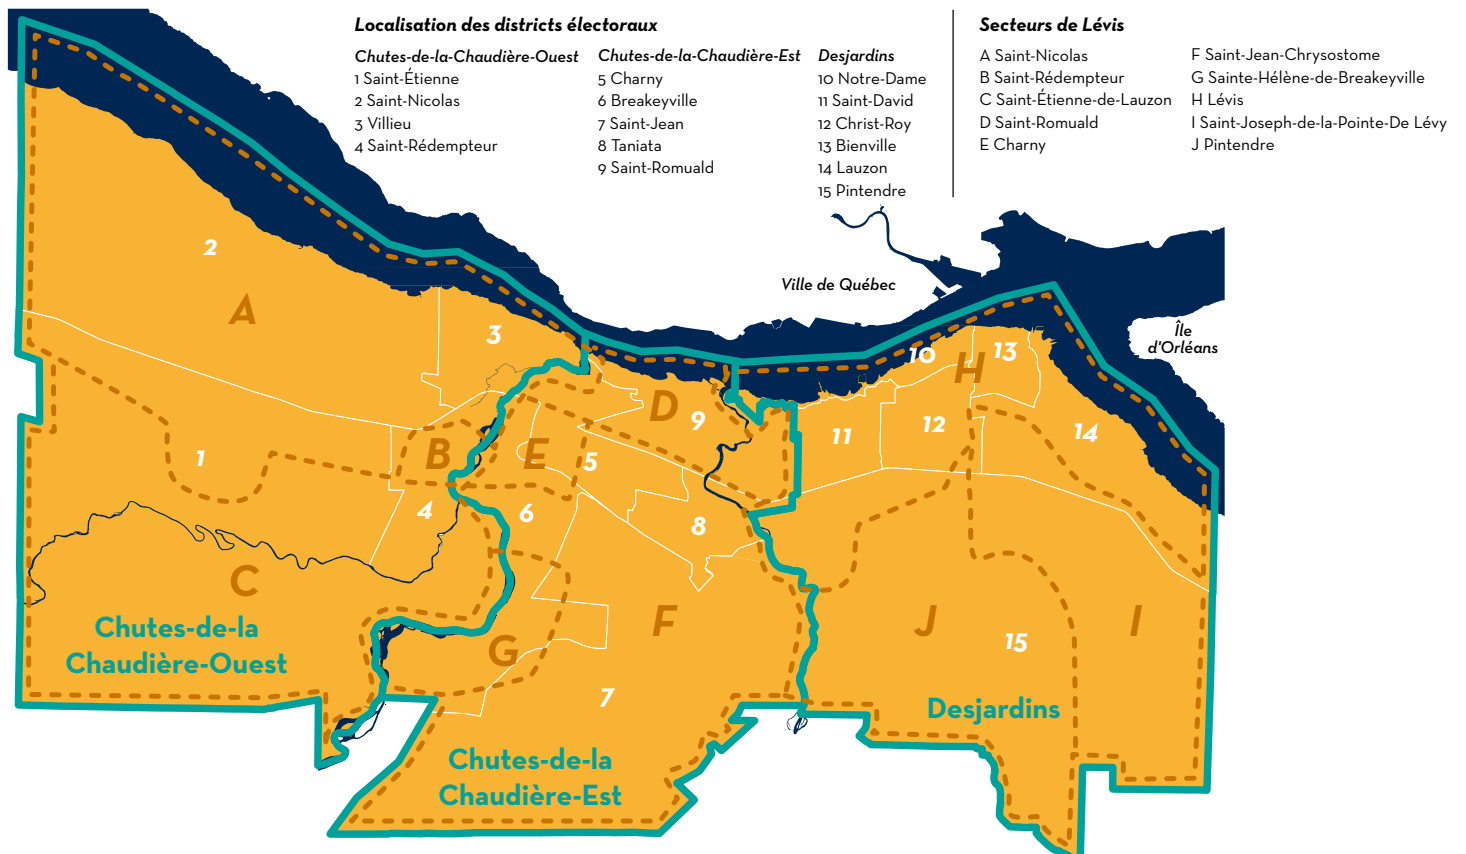 Localisation des districts électoraux
Chutes-de-la-Chaudière-Ouest
1 Saint-Étienne
2 Saint-Nicolas
3 Villieu
4 Saint-Rédempteur
Chutes-de-la-Chaudière-Est
5 Charny
6 Breakeyville
7 Saint-Jean
8 Taniata
9 Saint-Romuald
Desjardins
10 Notre-Dame
11 Saint-David
12 Christ-Roy
13 Bienville
14 Lauzon
15 Pintendre
Secteurs de Lévis
A Saint-Nicolas
B Saint-Rédempteur
C Saint-Étienne-de-Lauzon
D Saint-Romuald
E Charny
F Saint-Jean-Chrysostome
G Sainte-Hélène-de-Breakeyville
H Lévis
I Saint-Joseph-de-la-Pointe-De Lévy
J Pintendre
2
Ville de Québec
A
3
Île
d'Orléans
10
13
H
D
9
12
11
14
1
B
E
5
4
6
8
C
Chutes-de-la
Chaudière-Ouest
F
J
I
15
G
7
Desjardins
Chutes-de-la
Chaudière-Est